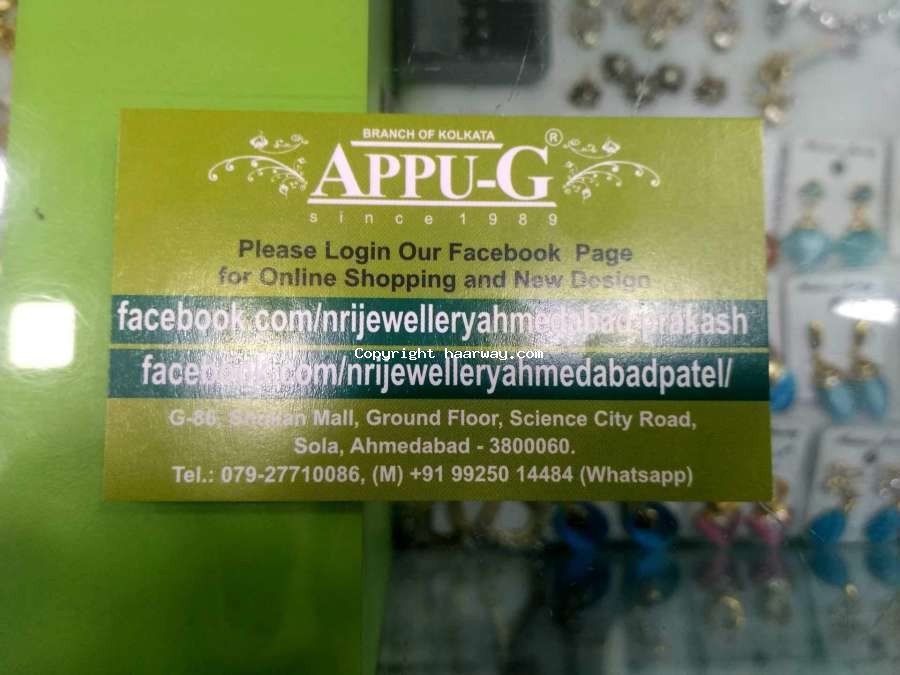 BRANCH OF KOLKATA
APPU-G®
since 1989
Please Login Our Facebook Page
for Online Shopping and New Design
facebook.com/nrijewelleryahmedabad.prakash
Copyright haarway.com
facebook.com/nrijewelleryahmedabadpatel/
G-86, Mall, Ground Floor, Science City Road,
Sola, Ahmedabad - 3800060.
Tel.: 079-27710086, (M) +91 99250 14484 (Whatsapp)